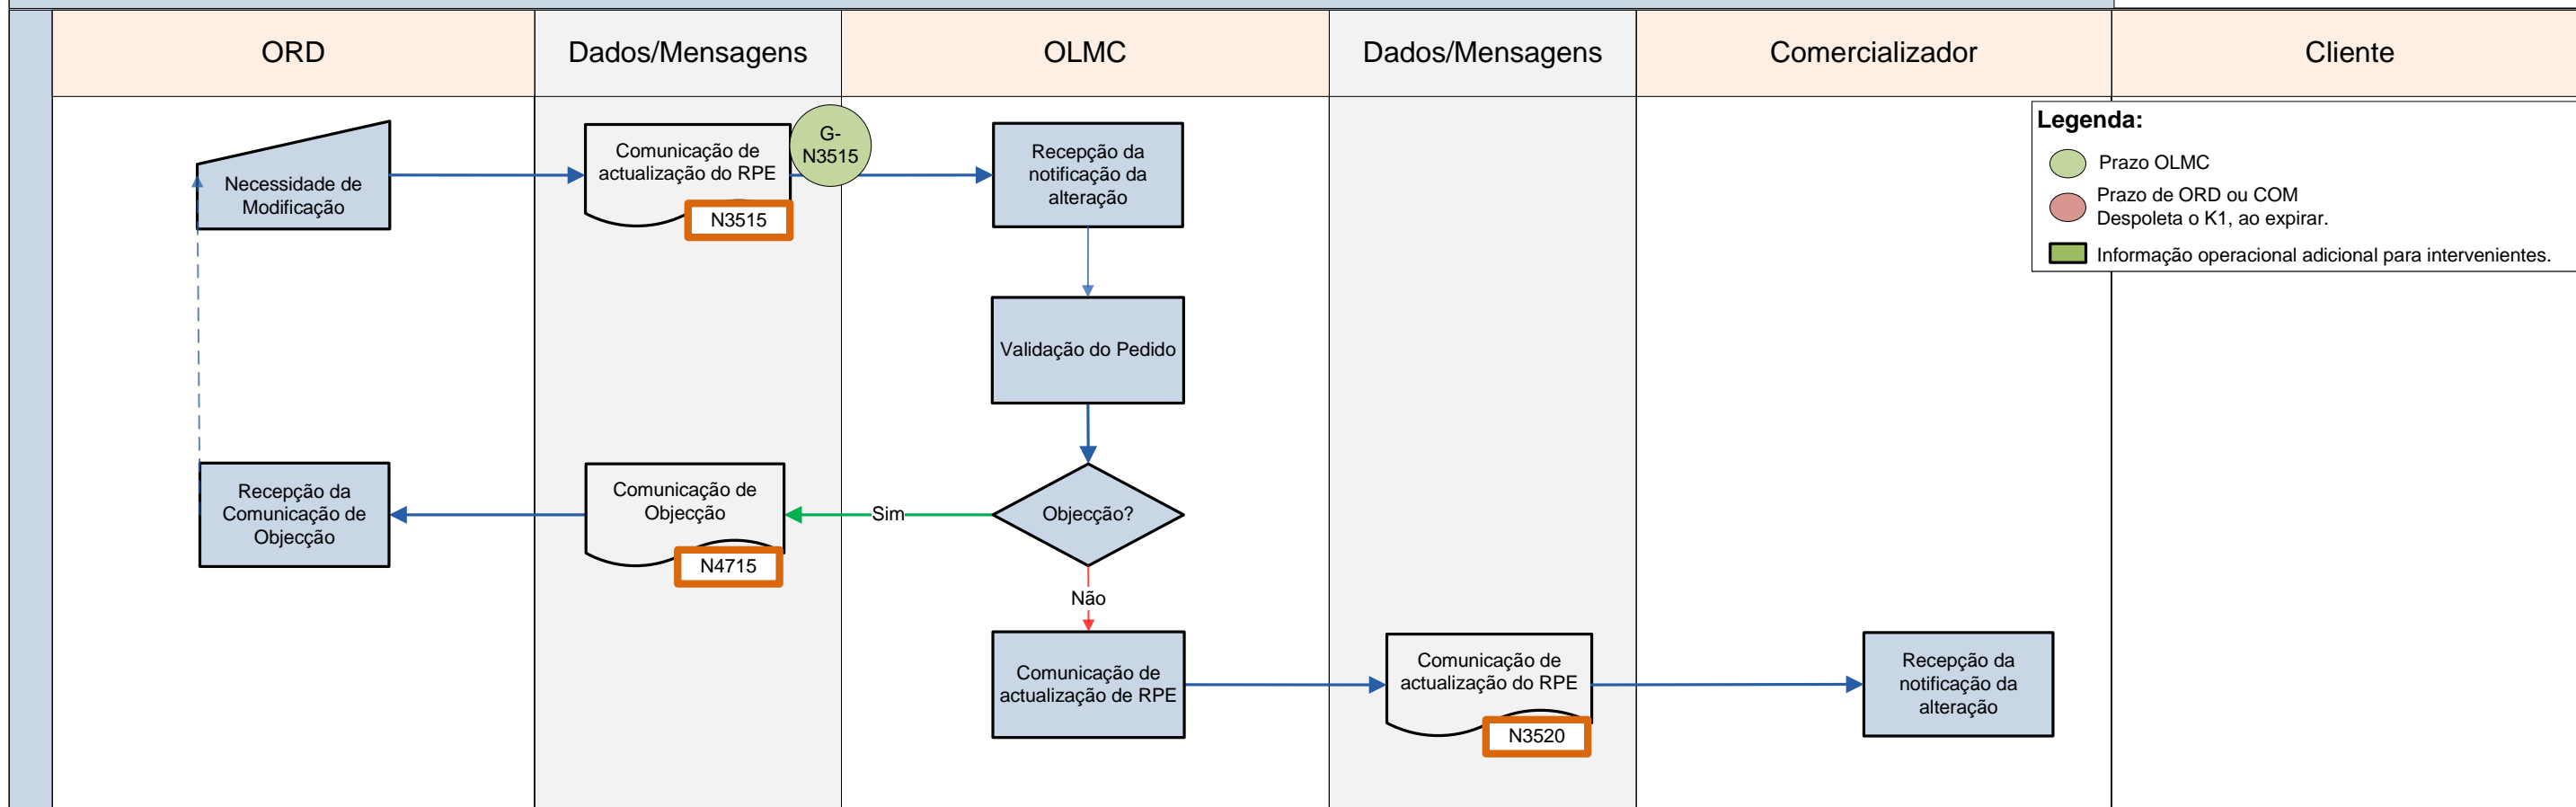 ORD
Dados/Mensagens
OLMC
Dados/Mensagens
Comercializador
Cliente
Legenda:
Prazo OLMC
Prazo de ORD ou COM
Despoleta o K1, ao expirar.
Informação operacional adicional para intervenientes.
Necessidade de
Modificação
Comunicação de
actualização do RPE
N3515
G-
N3515
Recepção da
notificação da
alteração
Validação do Pedido
Objecção?
Sim
Comunicação de
Objecção
N4715
Recepção da
Comunicação de
Objecção
Não
Comunicação de
actualização de RPE
Comunicação de
actualização do RPE
N3520
Recepção da
notificação da
alteração